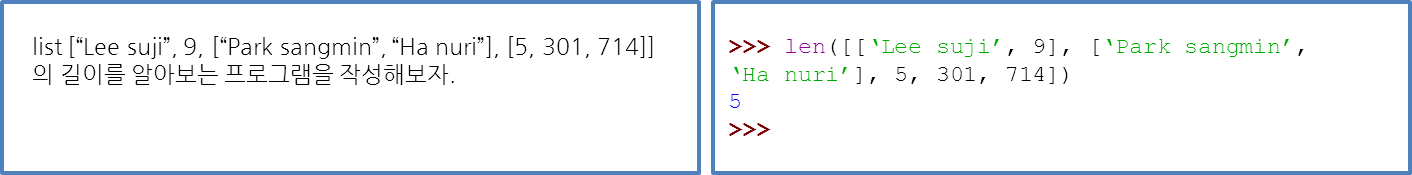 list [“Lee suji”, 9, [“Park sangmin”, “Ha nuri”], [5, 301, 714]]
의 길이를 알아보는 프로그램을 작성해보자.
>>> len([[‘Lee suji’, 9], [‘Park sangmin’,
‘Ha nuri’], 5, 301, 714])
5
>>>